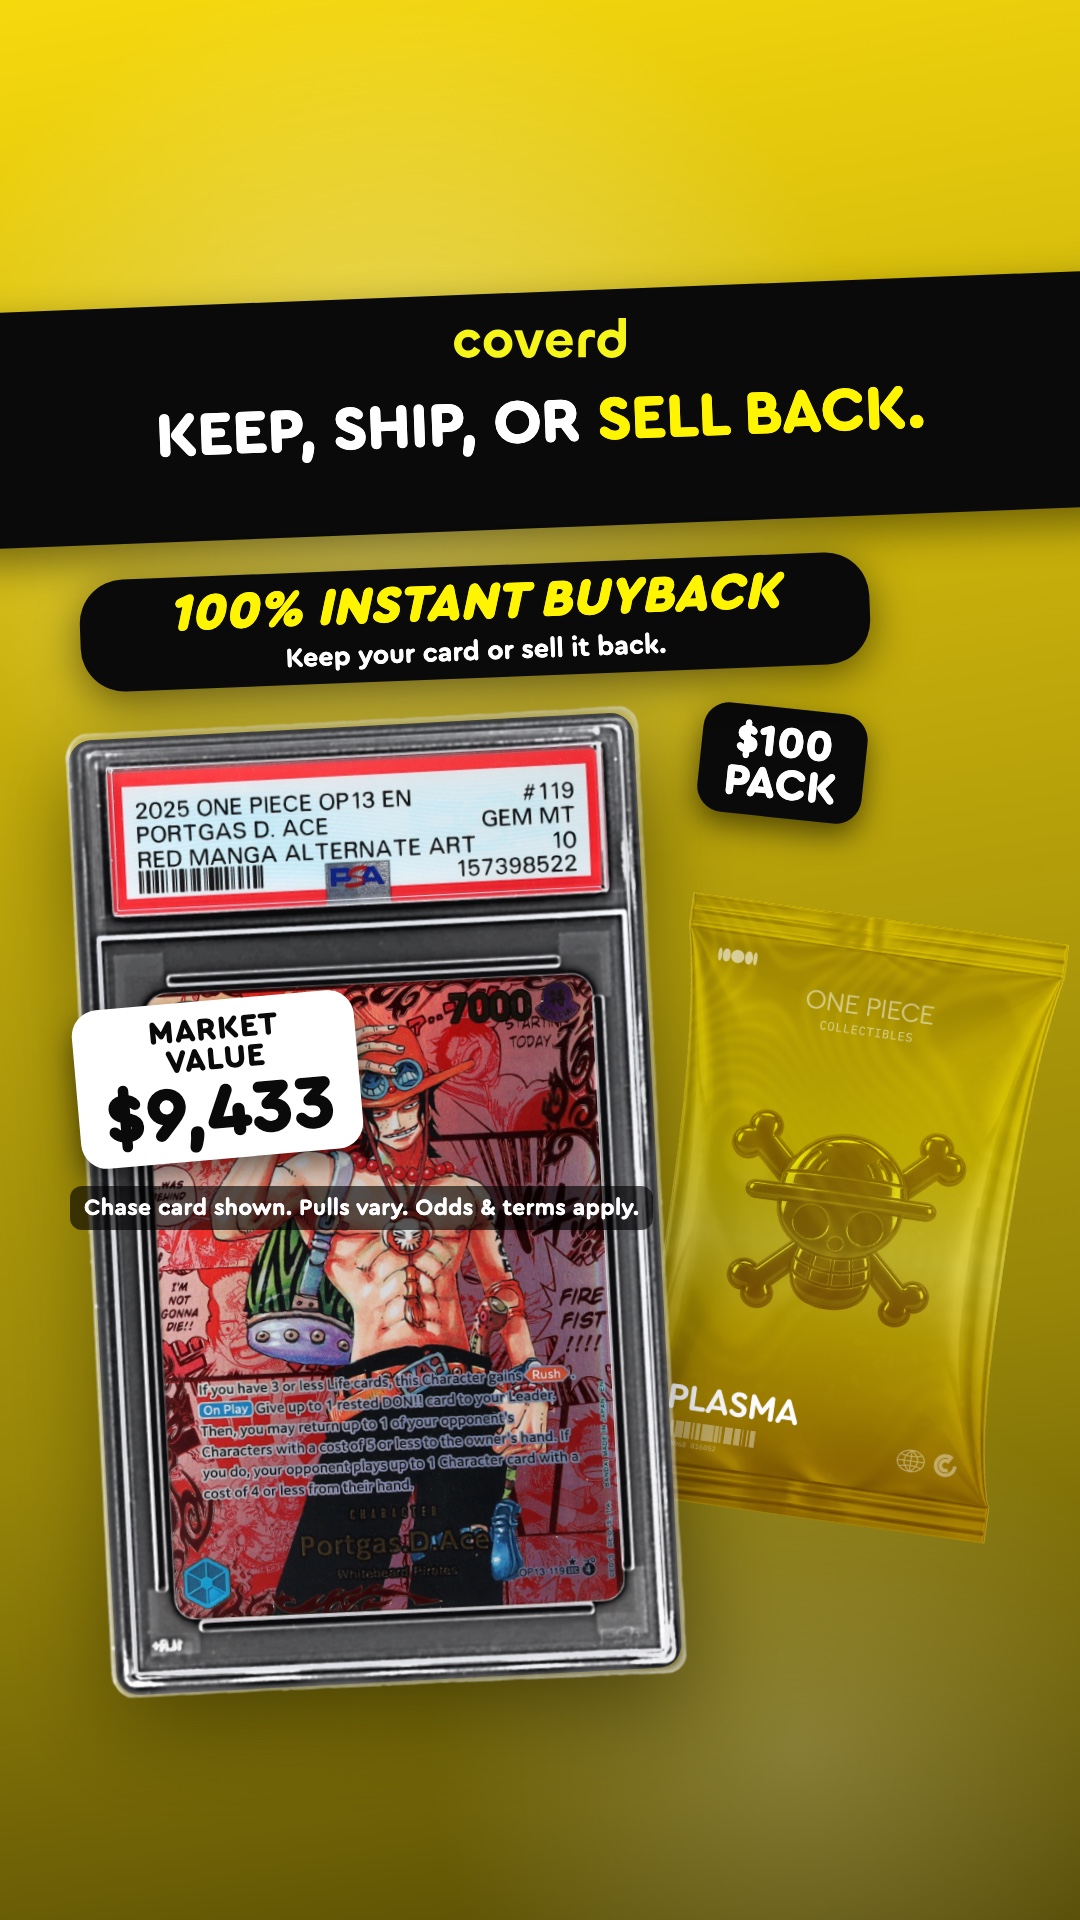 coverd
KEEP, SHIP, OR SELL BACK.
100% INSTANT BUYBACK
Keep your card or sell it back.
$100
PACK
2025 ONE PIECE OP13 EN #119
PORTGAS D. ACE GEM MT
RED MANGA ALTERNATE ART 10
PSA 157398522
7000
STARTIN
TODAY
MARKET
VALUE
$9,433
ONE PIECE
COLLECTIBLES
Chase card shown. Pulls vary. Odds & terms apply.
I'M
NOT
GONNA
DIE!!
FIRE
FIST
!!!!
If you have 3 or less Life cards, this Character gains Rush.
On Play Give up to 1 rested DON!! card to your Leader.
Then, you may return up to 1 of your opponent's
Characters with a cost of 5 or less to the owner's hand. If
you do, your opponent plays up to 1 Character card with a
cost of 4 or less from their hand.
CHARACTER
Portgas.D.Ace
Whitebeard Pirates
OP13-119
PLASMA